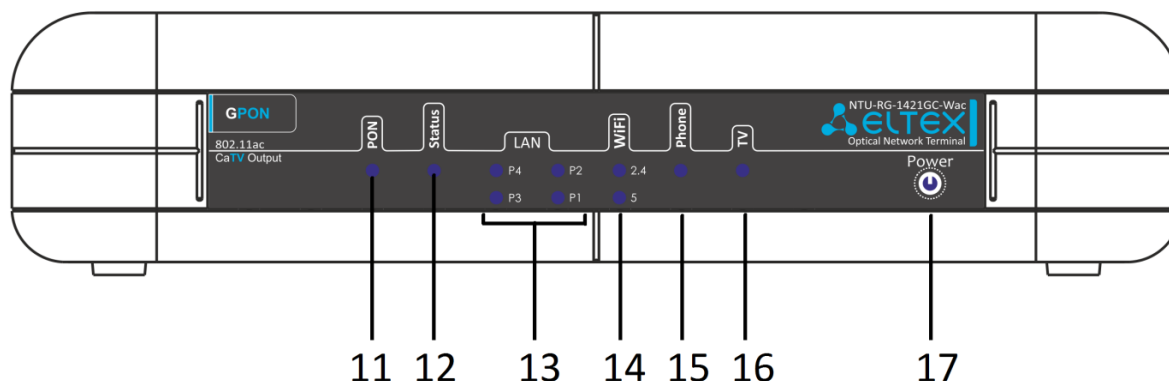 GPON
NTU-RG-1421GC-Wac
ELTEX
Optical Network Terminal
802.11ac
CaTV Output
PON
Status
LAN
WiFi
Phone
TV
Power
P4 P2 2.4
P3 P1 5
11 12 13 14 15 16 17